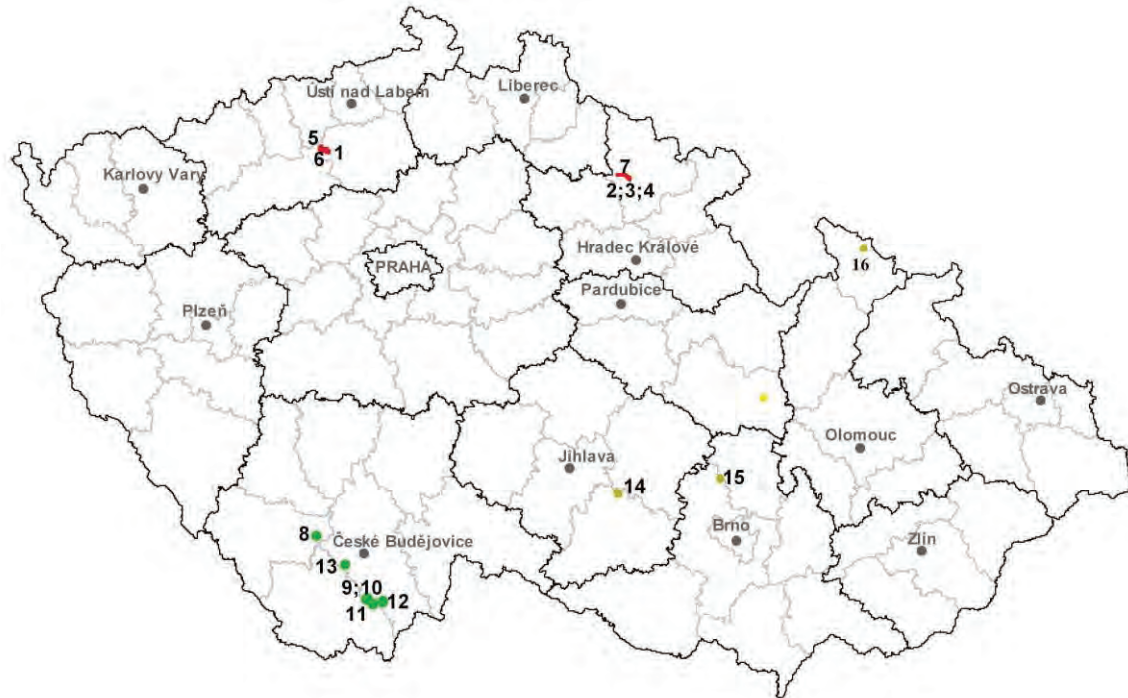 Ústí nad Labem
Liberec
5
6 1
7
2;3;4
Karlovy Vary
Hradec Králové
16
PRAHA
Pardubice
Plzeň
Ostrava
Olomouc
Jihlava
14
15
Brno
8
České Budějovice
Zlín
13
9;10
11
12